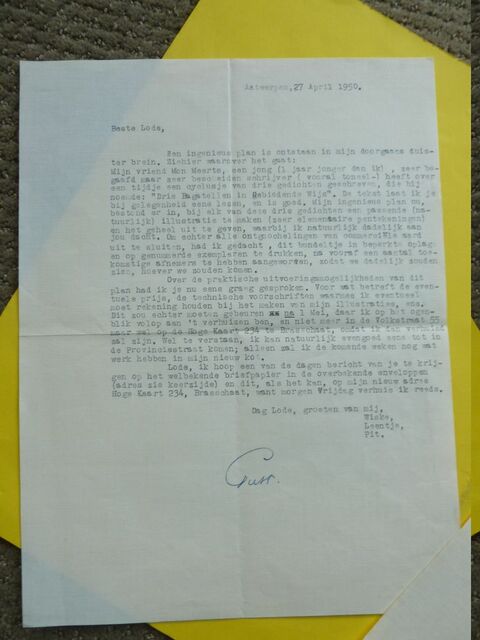 Antwerpen, 27 April 1950.
Beste Lode,
Een ingenieus plan is ontstaan in mijn doorgaans duis-
ter brein. Ziehier waarover het gaat:
Mijn vriend Mon Meerts, een jong (1 jaar jonger dan ik) , zeer be-
gaafd maar zeer bescheiden schrijver ( vooral toneel-) heeft over
een tijdje een cyclusje van drie gedichten geschreven, die hij
noemde: "Drie Bagatellen in Gebiedende Wijs". De tekst laat ik je
bij gelegenheid eens lezen, en is goed. Mijn ingenieus plan nu,
bestond er in, bij elk van deze drie gedichten een passende (na-
tuurlijk) illustratie te maken (zeer elementaire pentekeningen)
en het geheel uit te geven, waarbij ik natuurlijk dadelijk aan
jou dacht. Om echter alle ontgoochelingen van commerciële aard
uit te sluiten, had ik gedacht , dit bundeltje in beperkte oplage
en op genummerde exemplaren te drukken, na vooraf een aantal toe-
komstige afnemers te hebben aangeworven, zodat we dadelijk zouden
zien, hoever we zouden komen.
Over de praktische uitvoeringsmogelijkheden van dit
plan had ik je nu eens graag gesproken. Voor wat betreft de even-
tuele prijs, de technische voorschriften waarmee ik eventueel
moet rekening houden bij het maken van mijn illustraties, enz.
Dit zou echter moeten gebeuren na 1 Mei, daar ik op het ogen-
blik volop aan 't verhuizen ben, en niet meer in de Volkstraat 55
maar wel op de Hoge Kaart 234 te Brasschaat, omdat ik dan verhuisd
zal zijn. Wel te verstaan, ik kan natuurlijk evengoed eens tot in
de Provinciestraat komen; alleen zal ik de komende weken nog wat
werk hebben in mijn nieuw kot.
Lode, ik hoop een van de dagen bericht van je te krij-
gen op het welbekende briefpapier in de overbekende enveloppen
(adres zie keerzijde) en dit, als het kan, op mijn nieuw adres
Hoge Kaart 234, Brasschaat, want morgen Vrijdag verhuis ik reeds.
Dag Lode, groeten van mij,
Wiske,
Leentje,
Pit.
Gust.